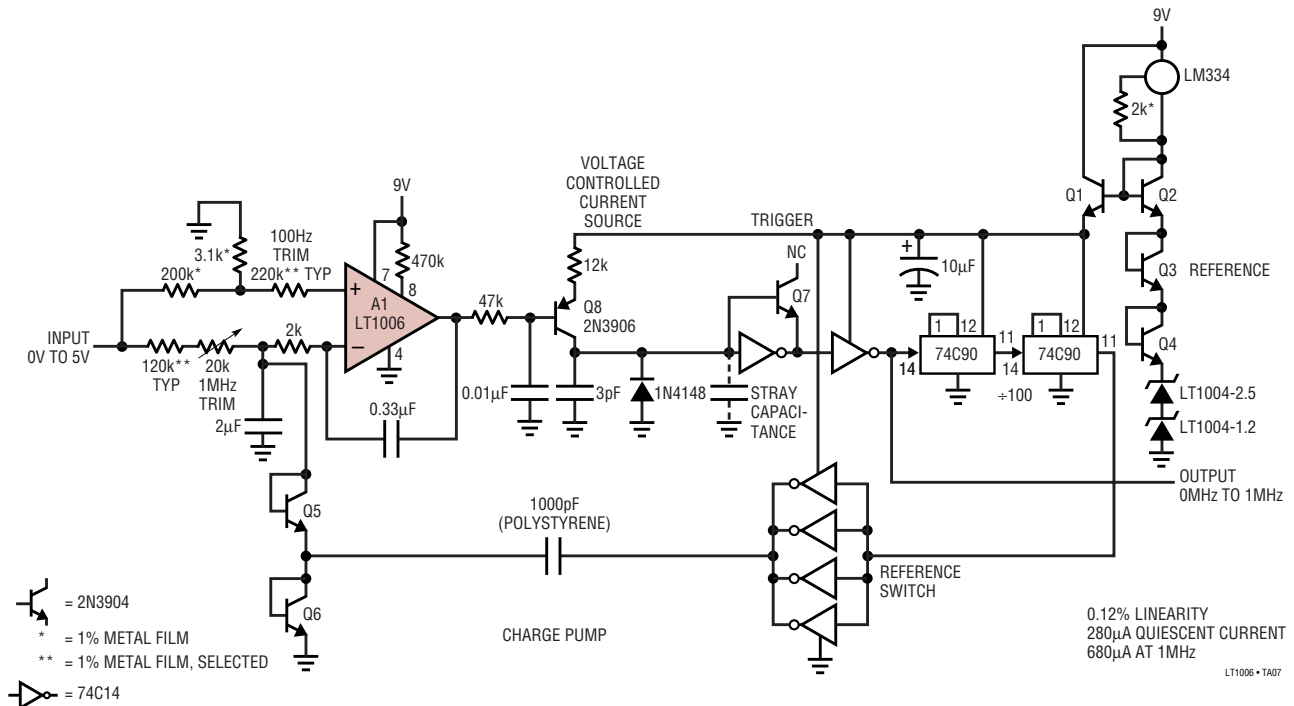 9V
LM334
2k*
Q1
Q2
Q3
REFERENCE
Q4
LT1004-2.5
LT1004-1.2
VOLTAGE
CONTROLLED
CURRENT
SOURCE
TRIGGER
9V
3.1k*
100Hz
TRIM
200k*
220k** TYP
470k
7
8
+
A1
LT1006
–
4
12k
47k
Q8
2N3906
NC
Q7
+
10µF
INPUT
0V TO 5V
120k**
TYP
20k
1MHz
TRIM
2k
2µF
0.33µF
0.01µF
3pF
1N4148
STRAY
CAPACI-
TANCE
1
12
74C90
14
11
14
1
12
74C90
11
÷100
OUTPUT
0MHz TO 1MHz
Q5
Q6
1000pF
(POLYSTYRENE)
CHARGE PUMP
REFERENCE
SWITCH
= 2N3904
* = 1% METAL FILM
** = 1% METAL FILM, SELECTED
= 74C14
0.12% LINEARITY
280µA QUIESCENT CURRENT
680µA AT 1MHz
LT1006 • TA07